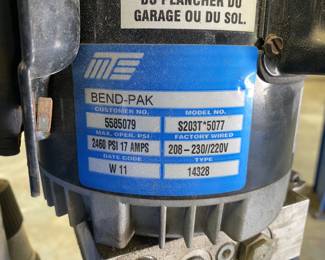 DU PLANCHER DU
GARAGE OU DU SOL.
MTE
BEND-PAK
CUSTOMER NO. MODEL NO.
5585079 S203T*5077
MAX. OPER. PSI FACTORY WIRED
2460 PSI 17 AMPS 208-230//220V
DATE CODE TYPE
W 11 14328